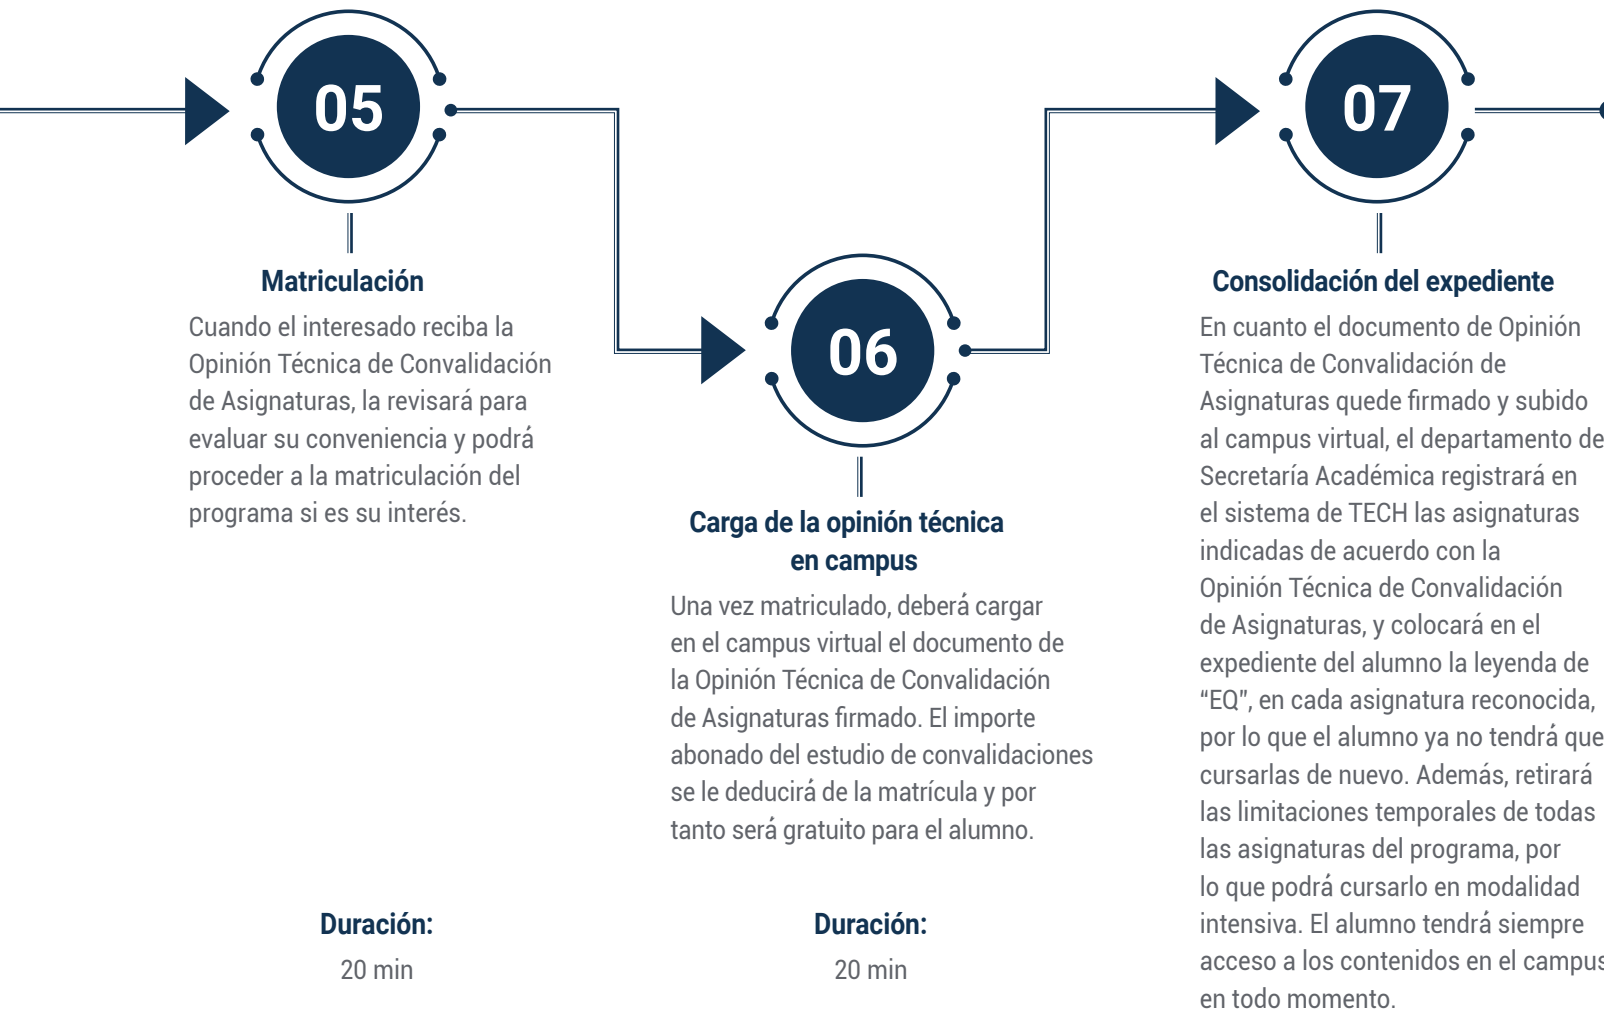 05
Matriculación
Cuando el interesado reciba la
Opinión Técnica de Convalidación
de Asignaturas, la revisará para
evaluar su conveniencia y podrá
proceder a la matriculación del
programa si es su interés.
Duración:
20 min
06
Carga de la opinión técnica
en campus
Una vez matriculado, deberá cargar
en el campus virtual el documento de
la Opinión Técnica de Convalidación
de Asignaturas firmado. El importe
abonado del estudio de convalidaciones
se le deducirá de la matrícula y por
tanto será gratuito para el alumno.
Duración:
20 min
07
Consolidación del expediente
En cuanto el documento de Opinión
Técnica de Convalidación de
Asignaturas quede firmado y subido
al campus virtual, el departamento de
Secretaría Académica registrará en
el sistema de TECH las asignaturas
indicadas de acuerdo con la
Opinión Técnica de Convalidación
de Asignaturas, y colocará en el
expediente del alumno la leyenda de
“EQ”, en cada asignatura reconocida,
por lo que el alumno ya no tendrá que
cursarlas de nuevo. Además, retirará
las limitaciones temporales de todas
las asignaturas del programa, por
lo que podrá cursarlo en modalidad
intensiva. El alumno tendrá siempre
acceso a los contenidos en el campus
en todo momento.